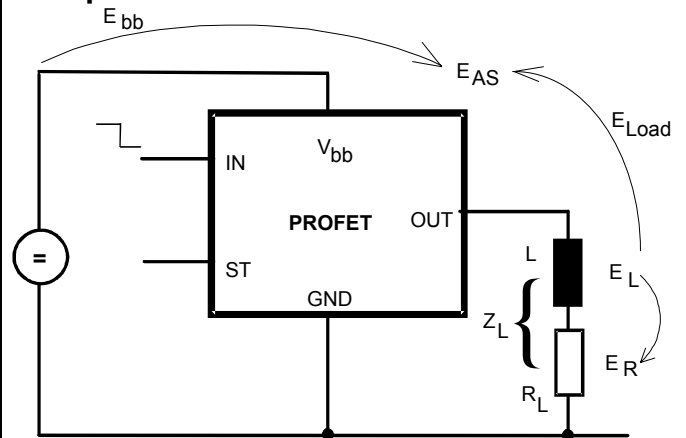 E bb
E AS
E Load
IN
V bb
PROFET
OUT
ST
GND
=
L
E L
Z L {
E R
R L